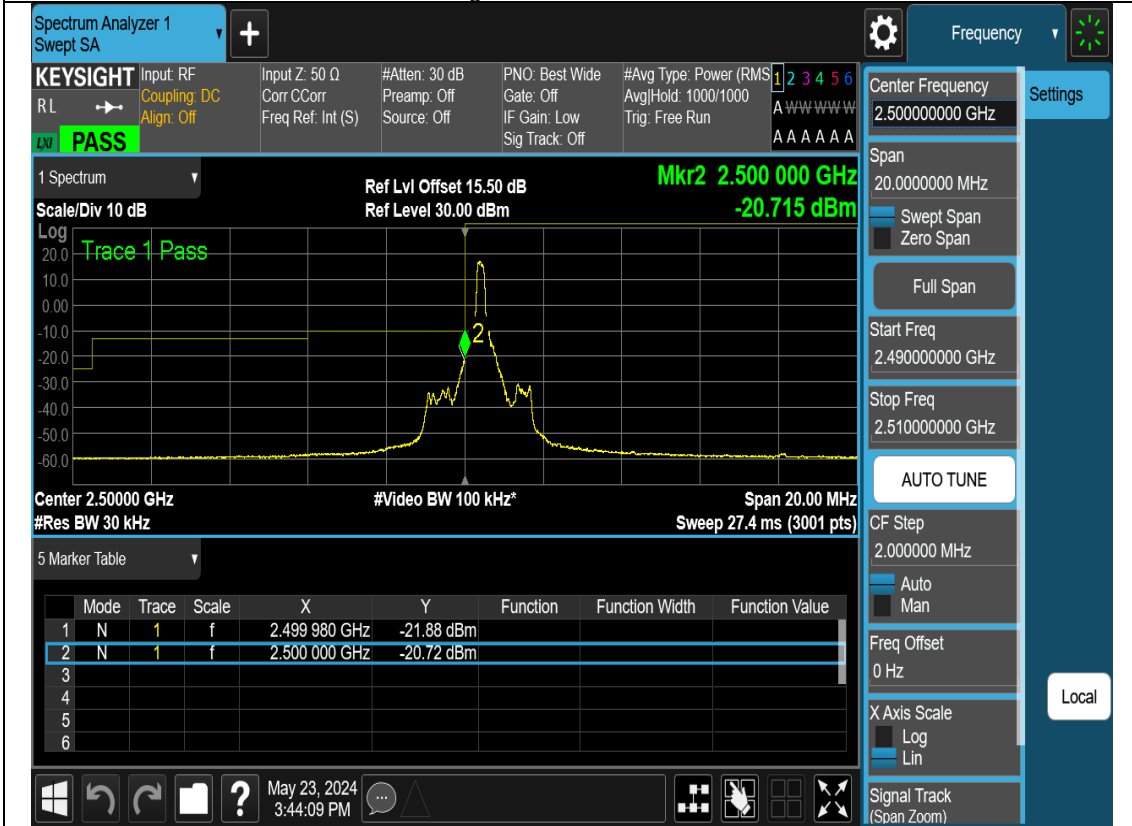 Spectrum Analyzer 1
Swept SA
+
Frequency
KEYSIGHT
RL
LXI PASS
Input: RF
Coupling: DC
Align: Off
Input Z: 50 Ω
Corr CCorr
Freq Ref: Int (S)
#Atten: 30 dB
Preamp: Off
Source: Off
PNO: Best Wide
Gate: Off
IF Gain: Low
Sig Track: Off
#Avg Type: Power (RMS
Avg|Hold: 1000/1000
Trig: Free Run
1 2 3 4 5 6
A W W W W W
A A A A A A
1 Spectrum
Ref Lvl Offset 15.50 dB
Mkr2 2.500 000 GHz
Scale/Div 10 dB
Ref Level 30.00 dBm
-20.715 dBm
Log
Trace 1 Pass
20.0
10.0
0.00
-10.0
2
-20.0
-30.0
-40.0
-50.0
-60.0
Center 2.50000 GHz
#Video BW 100 kHz*
Span 20.00 MHz
#Res BW 30 kHz
Sweep 27.4 ms (3001 pts)
5 Marker Table
Mode Trace Scale X Y Function Function Width Function Value
1 N 1 f 2.499 980 GHz -21.88 dBm
2 N 1 f 2.500 000 GHz -20.72 dBm
3
4
5
6
May 23, 2024
3:44:09 PM
?
Center Frequency
2.500000000 GHz
Settings
Span
20.0000000 MHz
Swept Span
Zero Span
Full Span
Start Freq
2.490000000 GHz
Stop Freq
2.510000000 GHz
AUTO TUNE
CF Step
2.000000 MHz
Auto
Man
Freq Offset
0 Hz
Local
X Axis Scale
Log
Lin
Signal Track
(Span Zoom)